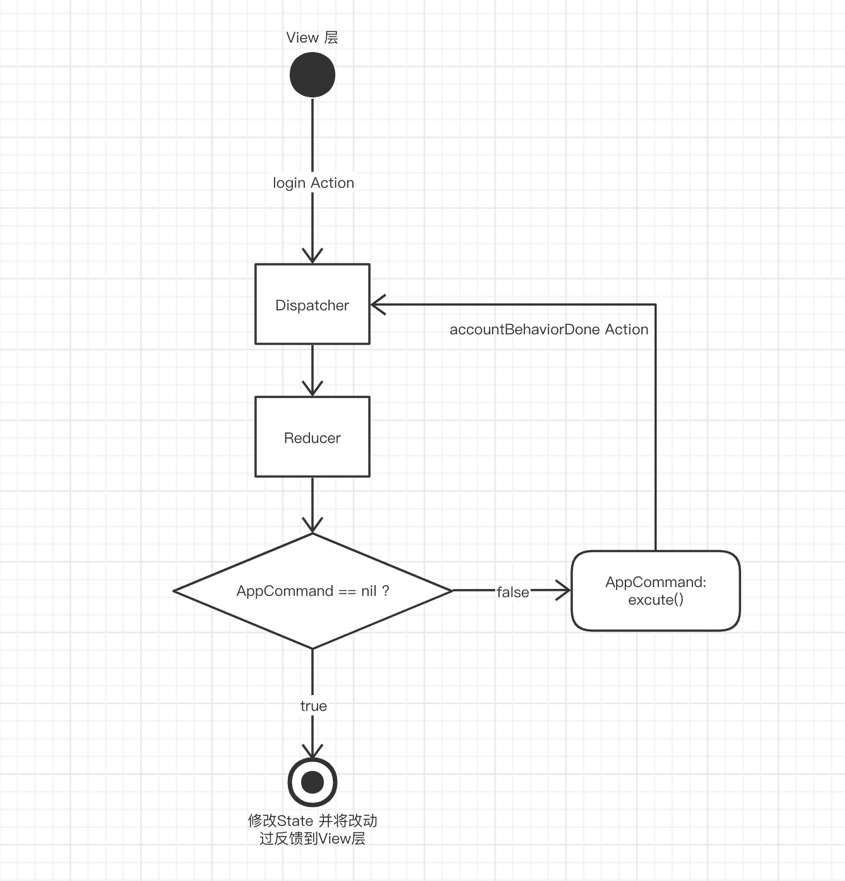 View 层
login Action
Dispatcher
accountBehaviorDone Action
Reducer
AppCommand == nil ?
false
AppCommand:
excute()
true
修改State 并将改动
过反馈到View层